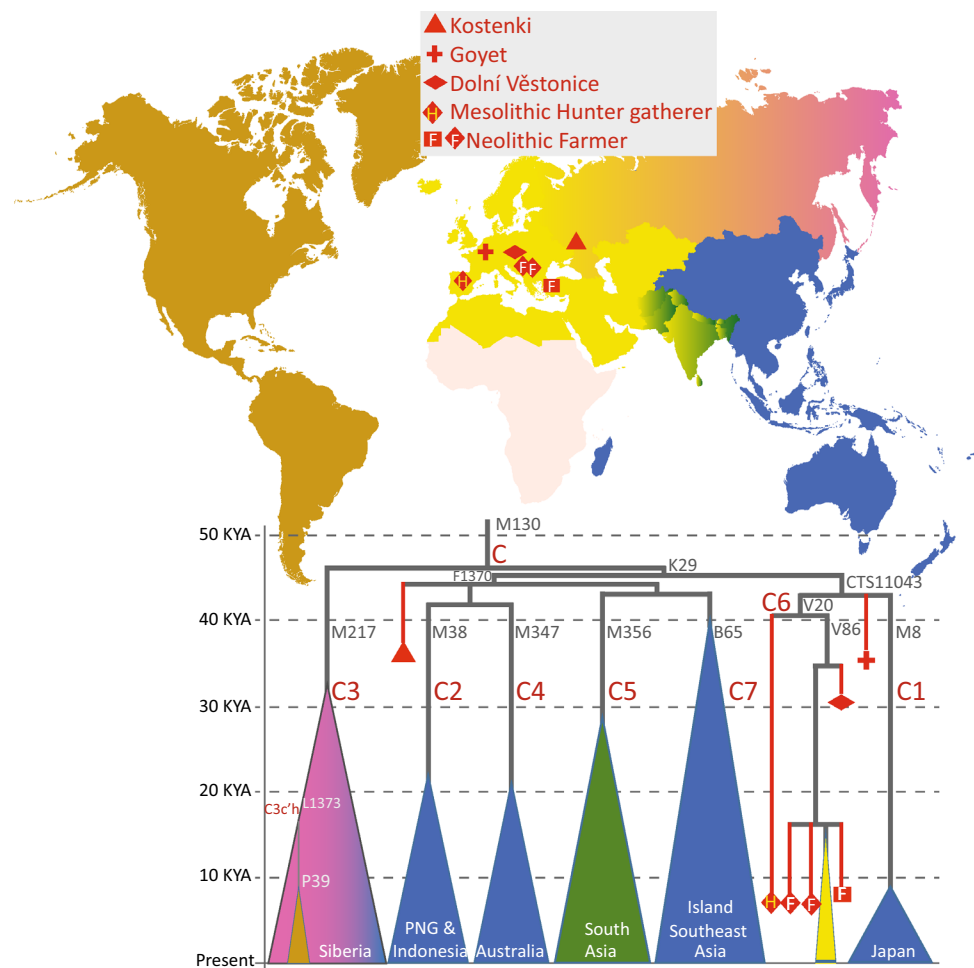 Kostenki
Goyet
Dolní Věstonice
H Mesolithic Hunter gatherer
F F Neolithic Farmer
H
F
F
F
M130
50 KYA
C
K29
F1370
CTS11043
C6
V20
40 KYA
M217
M38
M347
M356
B65
V86
M8
C3
C2
C4
C5
C7
C1
30 KYA
20 KYA
C3c'h
L1373
10 KYA
P39
H
F
F
F
Siberia
PNG &
Indonesia
Australia
South
Asia
Island
Southeast
Asia
Japan
Present